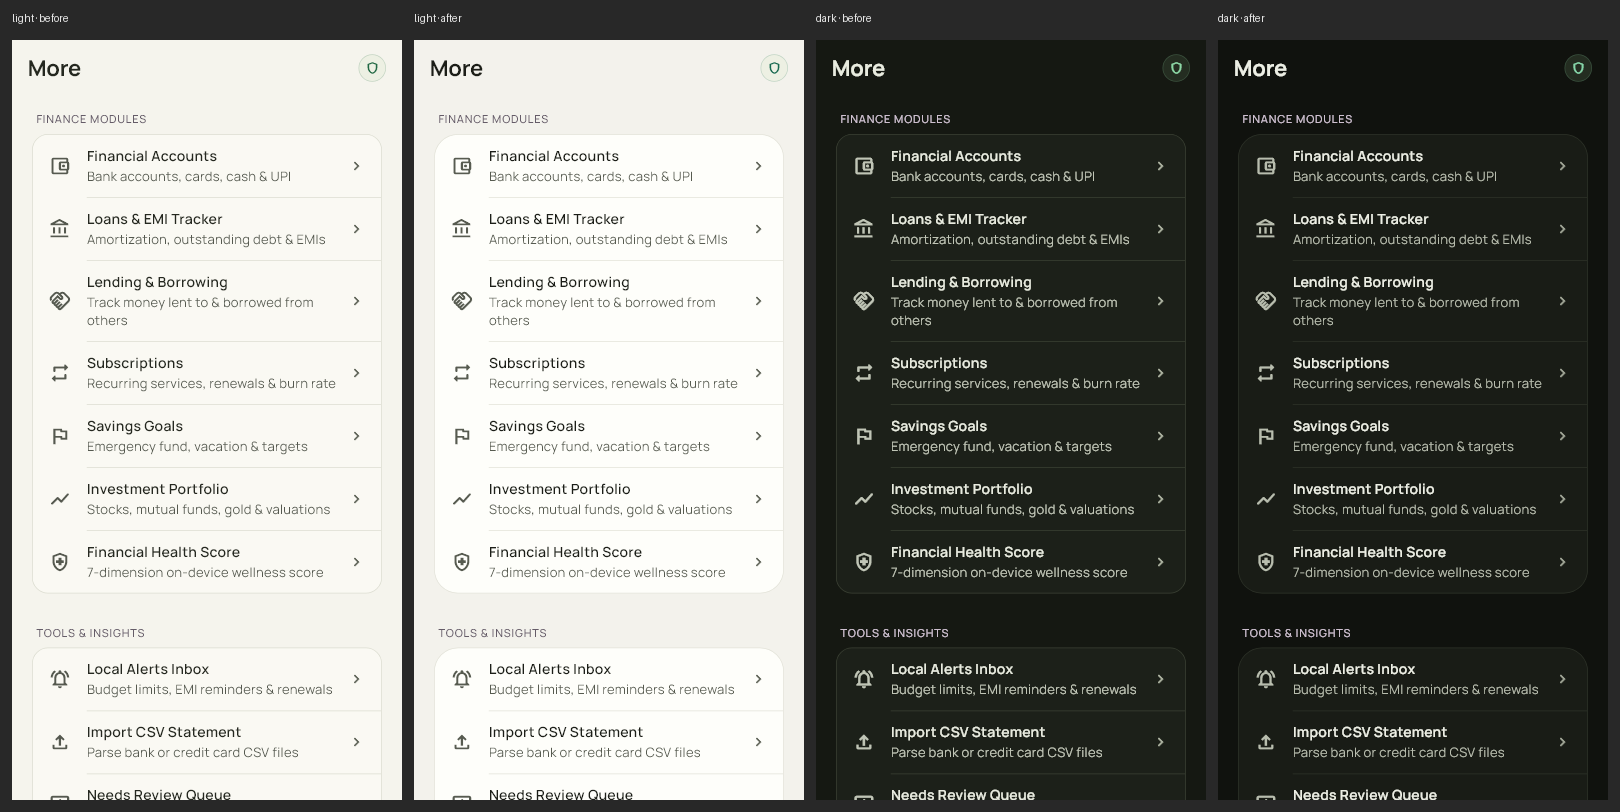 light·before
More
FINANCE MODULES
Financial Accounts
Bank accounts, cards, cash & UPI
Loans & EMI Tracker
Amortization, outstanding debt & EMIs
Lending & Borrowing
Track money lent to & borrowed from
others
Subscriptions
Recurring services, renewals & burn rate
Savings Goals
Emergency fund, vacation & targets
Investment Portfolio
Stocks, mutual funds, gold & valuations
Financial Health Score
7-dimension on-device wellness score
TOOLS & INSIGHTS
Local Alerts Inbox
Budget limits, EMI reminders & renewals
Import CSV Statement
Parse bank or credit card CSV files
Needs Review Queue
light·after
More
FINANCE MODULES
Financial Accounts
Bank accounts, cards, cash & UPI
Loans & EMI Tracker
Amortization, outstanding debt & EMIs
Lending & Borrowing
Track money lent to & borrowed from
others
Subscriptions
Recurring services, renewals & burn rate
Savings Goals
Emergency fund, vacation & targets
Investment Portfolio
Stocks, mutual funds, gold & valuations
Financial Health Score
7-dimension on-device wellness score
TOOLS & INSIGHTS
Local Alerts Inbox
Budget limits, EMI reminders & renewals
Import CSV Statement
Parse bank or credit card CSV files
Needs Review Queue
dark·before
More
FINANCE MODULES
Financial Accounts
Bank accounts, cards, cash & UPI
Loans & EMI Tracker
Amortization, outstanding debt & EMIs
Lending & Borrowing
Track money lent to & borrowed from
others
Subscriptions
Recurring services, renewals & burn rate
Savings Goals
Emergency fund, vacation & targets
Investment Portfolio
Stocks, mutual funds, gold & valuations
Financial Health Score
7-dimension on-device wellness score
TOOLS & INSIGHTS
Local Alerts Inbox
Budget limits, EMI reminders & renewals
Import CSV Statement
Parse bank or credit card CSV files
Needs Review Queue
dark·after
More
FINANCE MODULES
Financial Accounts
Bank accounts, cards, cash & UPI
Loans & EMI Tracker
Amortization, outstanding debt & EMIs
Lending & Borrowing
Track money lent to & borrowed from
others
Subscriptions
Recurring services, renewals & burn rate
Savings Goals
Emergency fund, vacation & targets
Investment Portfolio
Stocks, mutual funds, gold & valuations
Financial Health Score
7-dimension on-device wellness score
TOOLS & INSIGHTS
Local Alerts Inbox
Budget limits, EMI reminders & renewals
Import CSV Statement
Parse bank or credit card CSV files
Needs Review Queue